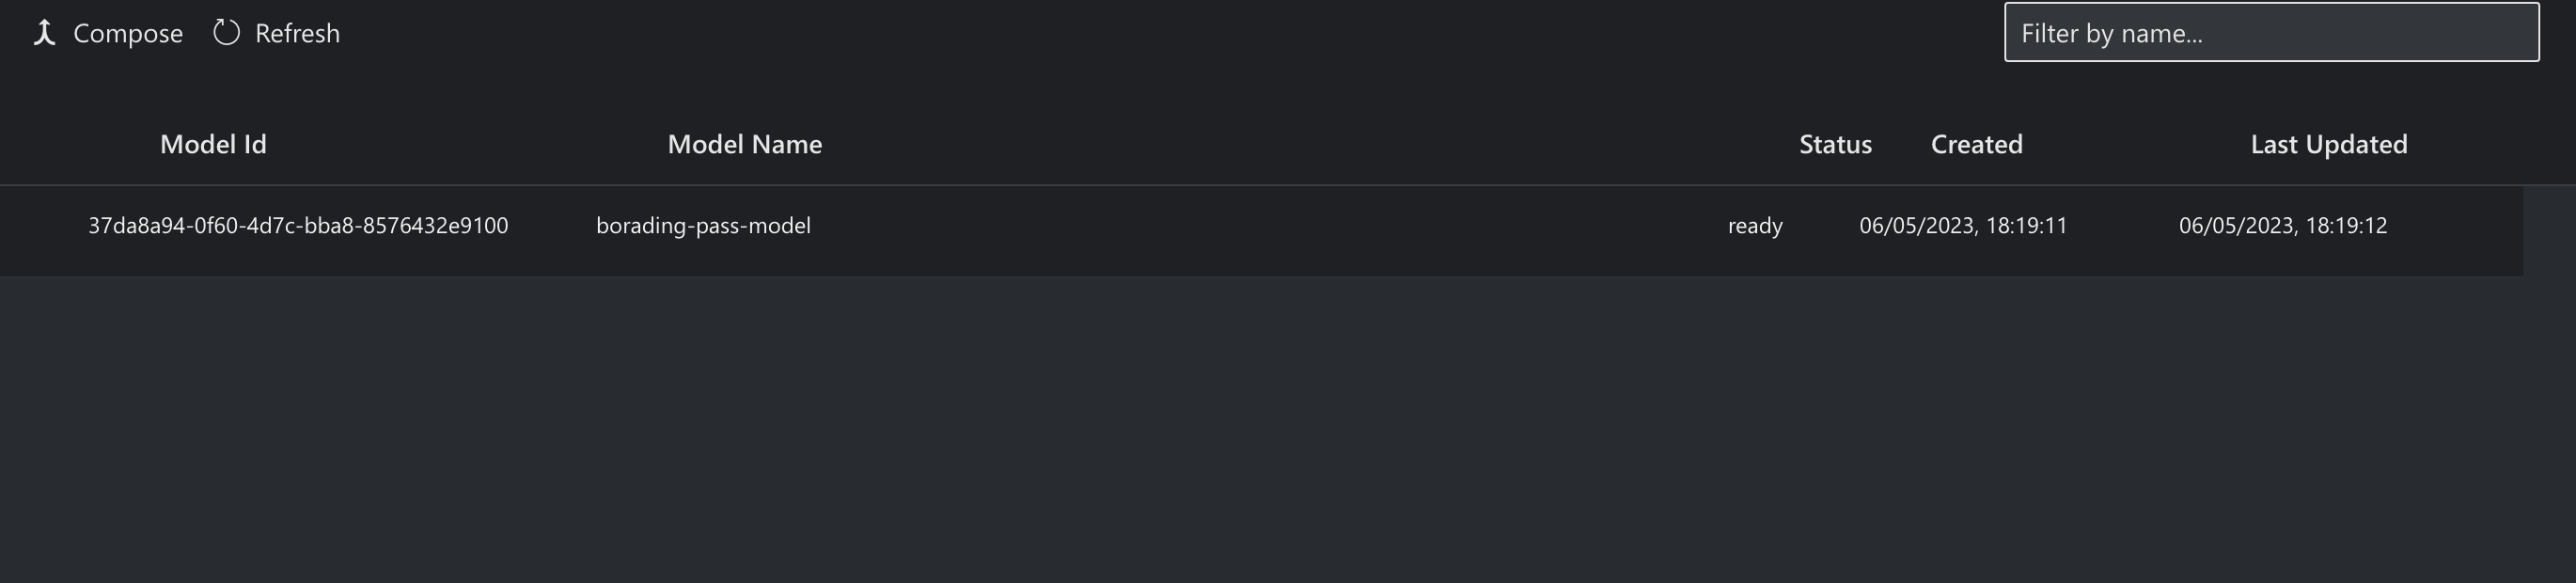 Compose Refresh Filter by name...
Model Id Model Name Status Created Last Updated
37da8a94-0f60-4d7c-bba8-8576432e9100 borading-pass-model ready 06/05/2023, 18:19:11 06/05/2023, 18:19:12